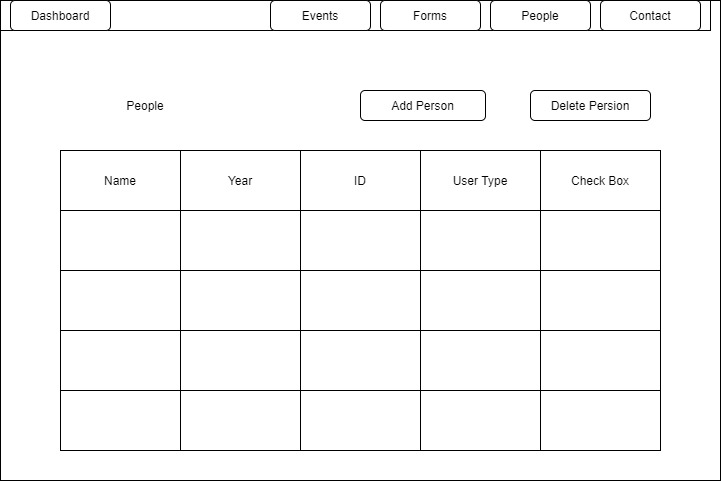 Dashboard Events Forms People Contact
People Add Person Delete Persion
Name Year ID User Type Check Box